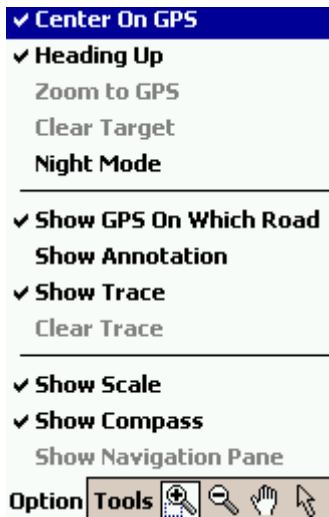 Center On GPS
Heading Up
Zoom to GPS
Clear Target
Night Mode
Show GPS On Which Road
Show Annotation
Show Trace
Clear Trace
Show Scale
Show Compass
Show Navigation Pane
Option Tools